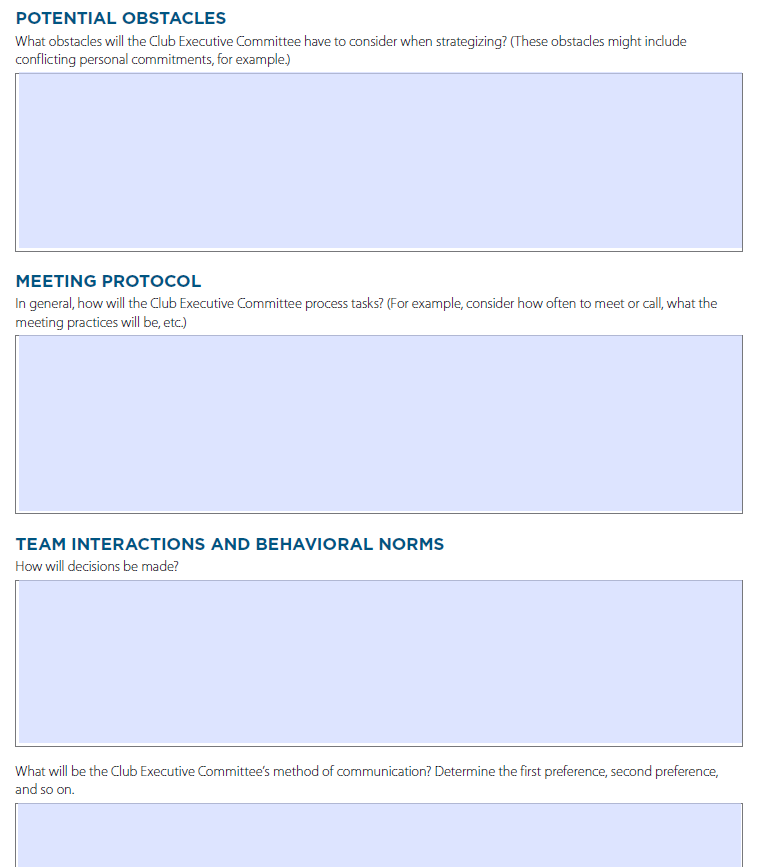 POTENTIAL OBSTACLES
What obstacles will the Club Executive Committee have to consider when strategizing? (These obstacles might include
conflicting personal commitments, for example.)
MEETING PROTOCOL
In general, how will the Club Executive Committee process tasks? (For example, consider how often to meet or call, what the
meeting practices will be, etc.)
TEAM INTERACTIONS AND BEHAVIORAL NORMS
How will decisions be made?
What will be the Club Executive Committee's method of communication? Determine the first preference, second preference,
and so on.